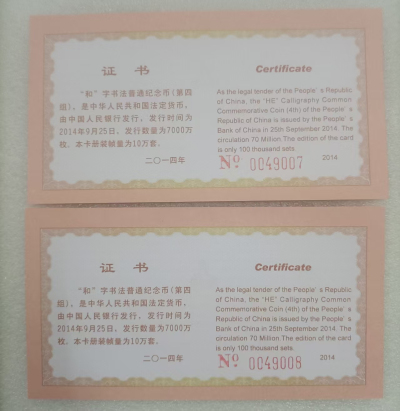 证 书
“和”字书法普通纪念币(第四
组), 是中华人民共和国法定货币,
由中国人民银行发行, 发行时间为
2014年9月25日, 发行数量为7000万
枚。本卡册装帧量为10万套。
二〇一四年
Certificate
As the legal tender of the People's Republic
of China, the "HE" Calligraphy Common
Commemorative Coin (4th) of the People's
Republic of China is issued by the People's
Bank of China in 25th September 2014. The
circulation 70 Million.The edition of the card
is only 100 thousand sets.
2014
No 0049007
证 书
“和”字书法普通纪念币(第四
组), 是中华人民共和国法定货币,
由中国人民银行发行, 发行时间为
2014年9月25日, 发行数量为7000万
枚。本卡册装帧量为10万套。
二〇一四年
Certificate
As the legal tender of the People's Republic
of China, the "HE" Calligraphy Common
Commemorative Coin (4th) of the People's
Republic of China is issued by the People's
Bank of China in 25th September 2014. The
circulation 70 Million.The edition of the card
is only 100 thousand sets.
2014
No 0049008